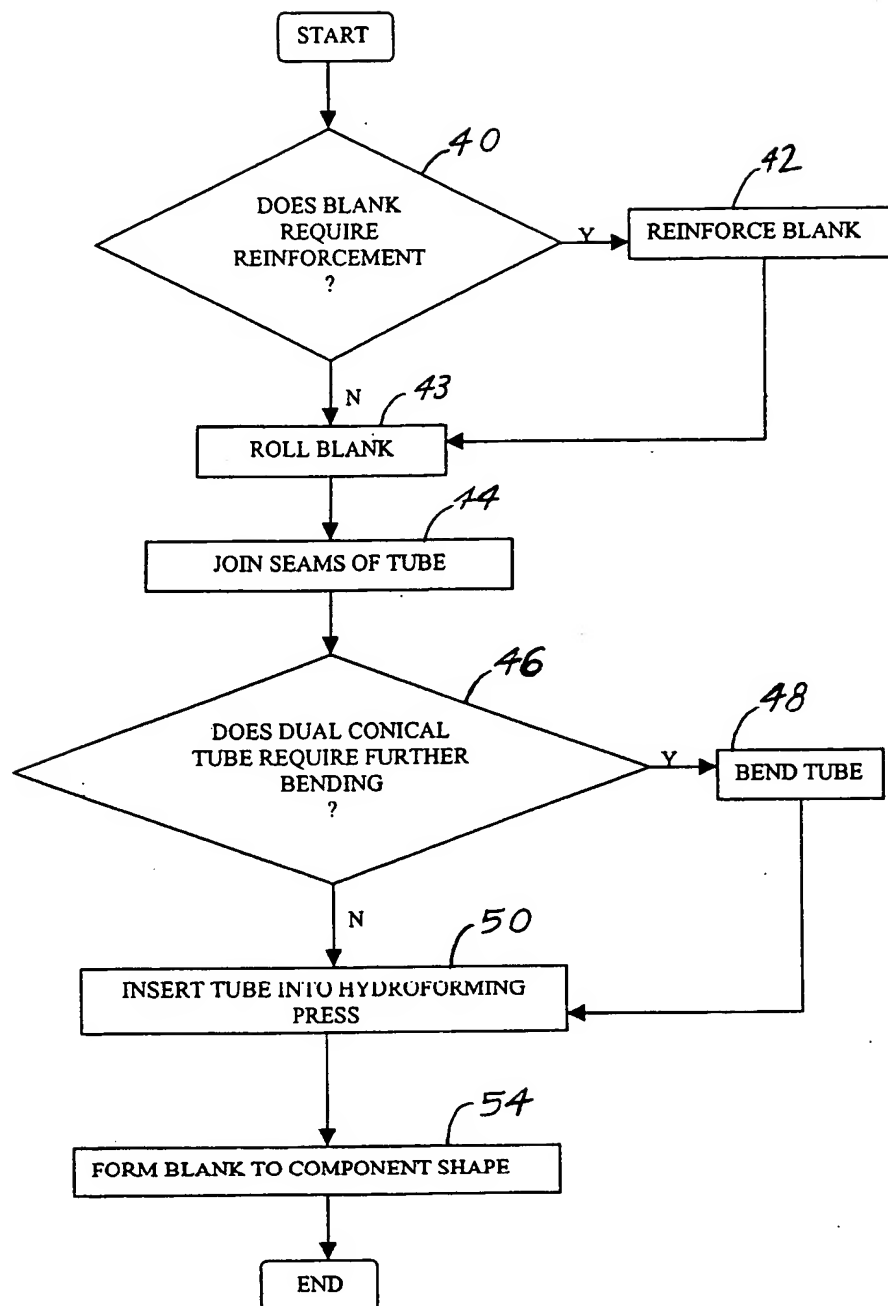 START
40
DOES BLANK
REQUIRE
REINFORCEMENT
?
Y
42
REINFORCE BLANK
N
43
ROLL BLANK
44
JOIN SEAMS OF TUBE
46
DOES DUAL CONICAL
TUBE REQUIRE FURTHER
BENDING
?
Y
48
BEND TUBE
N
50
INSERT TUBE INTO HYDROFORMING
PRESS
54
FORM BLANK TO COMPONENT SHAPE
END